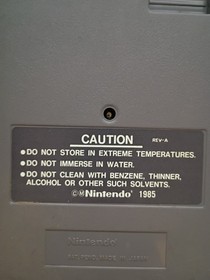 CAUTION REV-A
●DO NOT STORE IN EXTREME TEMPERATURES.
●DO NOT IMMERSE IN WATER.
●DO NOT CLEAN WITH BENZENE, THINNER,
ALCOHOL OR OTHER SUCH SOLVENTS.
©ⓂNintendo® 1985
Nintendo